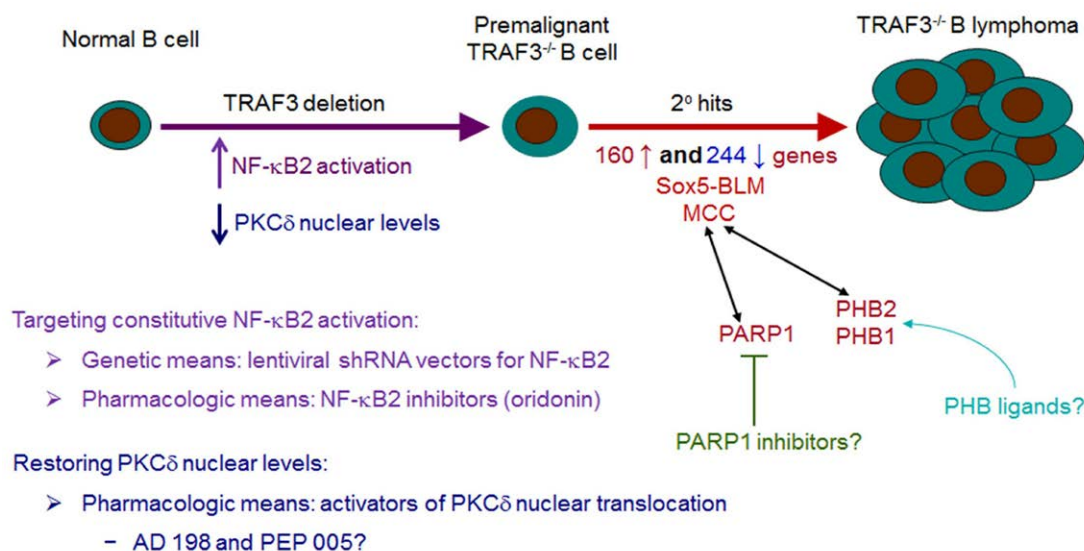 Normal B cell
Premalignant
TRAF3-/- B cell
TRAF3-/- B lymphoma
TRAF3 deletion
2o hits
NF-κB2 activation
160 ↑ and 244 ↓ genes
Sox5-BLM
MCC
PKCδ nuclear levels
PHB2
PHB1
PARP1
Targeting constitutive NF-κB2 activation:
➢ Genetic means: lentiviral shRNA vectors for NF-κB2
➢ Pharmacologic means: NF-κB2 inhibitors (oridonin)
PHB ligands?
PARP1 inhibitors?
Restoring PKCδ nuclear levels:
➢ Pharmacologic means: activators of PKCδ nuclear translocation
− AD 198 and PEP 005?